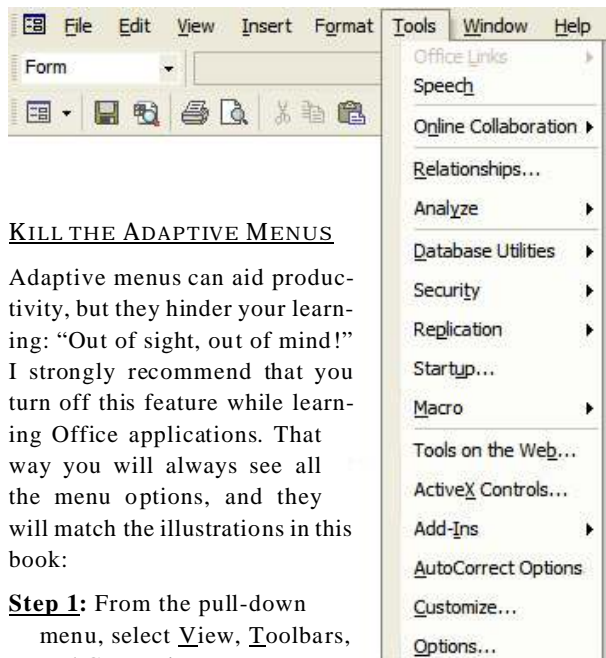 File Edit View Insert Format Tools Window Help
Form
Office Links
Speech
Online Collaboration
Relationships...
Analyze
Database Utilities
Security
Replication
Startup...
Macro
Tools on the Web...
ActiveX Controls...
Add-Ins
AutoCorrect Options
Customize...
Options...
KILL THE ADAPTIVE MENUS
Adaptive menus can aid produc-
tivity, but they hinder your learn-
ing: “Out of sight, out of mind!”
I strongly recommend that you
turn off this feature while learn-
ing Office applications. That
way you will always see all
the menu options, and they
will match the illustrations in this
book:
Step 1: From the pull-down
menu, select View, Toolbars,